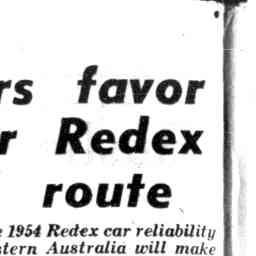 rs favor
r Redex
route
e 1954 Redex car reliability
stern Australia will make